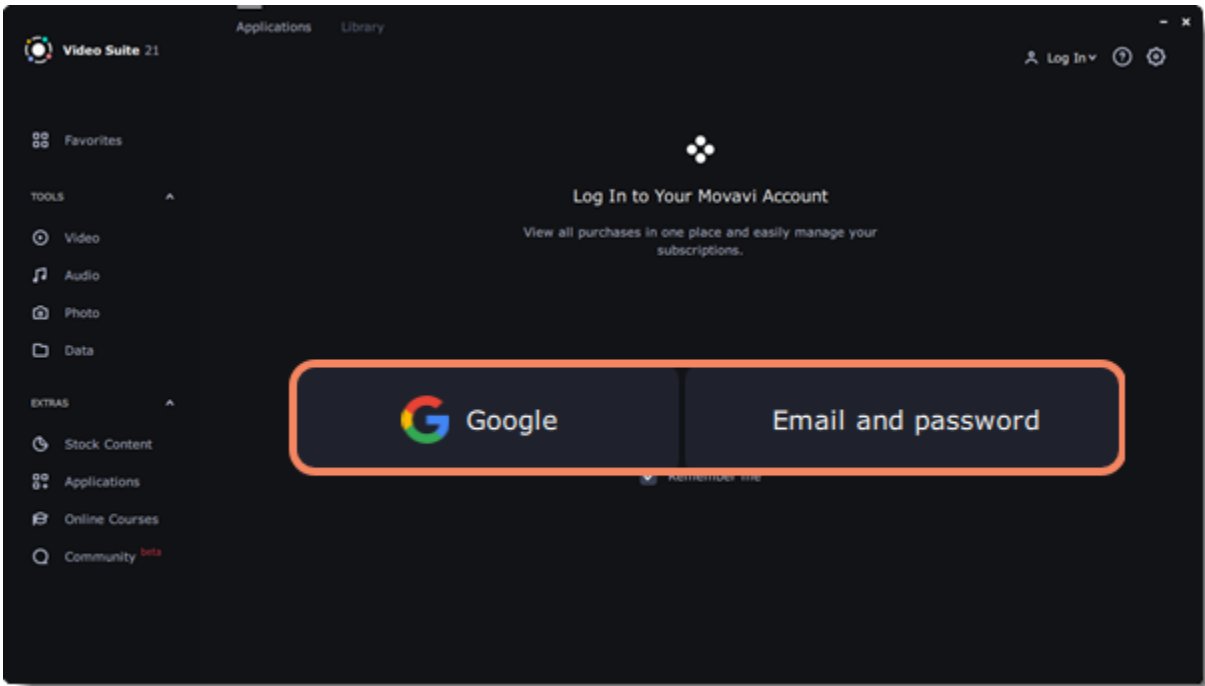 Applications Library
Video Suite 21
Log In
Favorites
Log In to Your Movavi Account
TOOLS
View all purchases in one place and easily manage your
subscriptions.
Video
Audio
Photo
Data
EXTRAS
Google Email and password
Remember me
Stock Content
Applications
Online Courses
Community beta